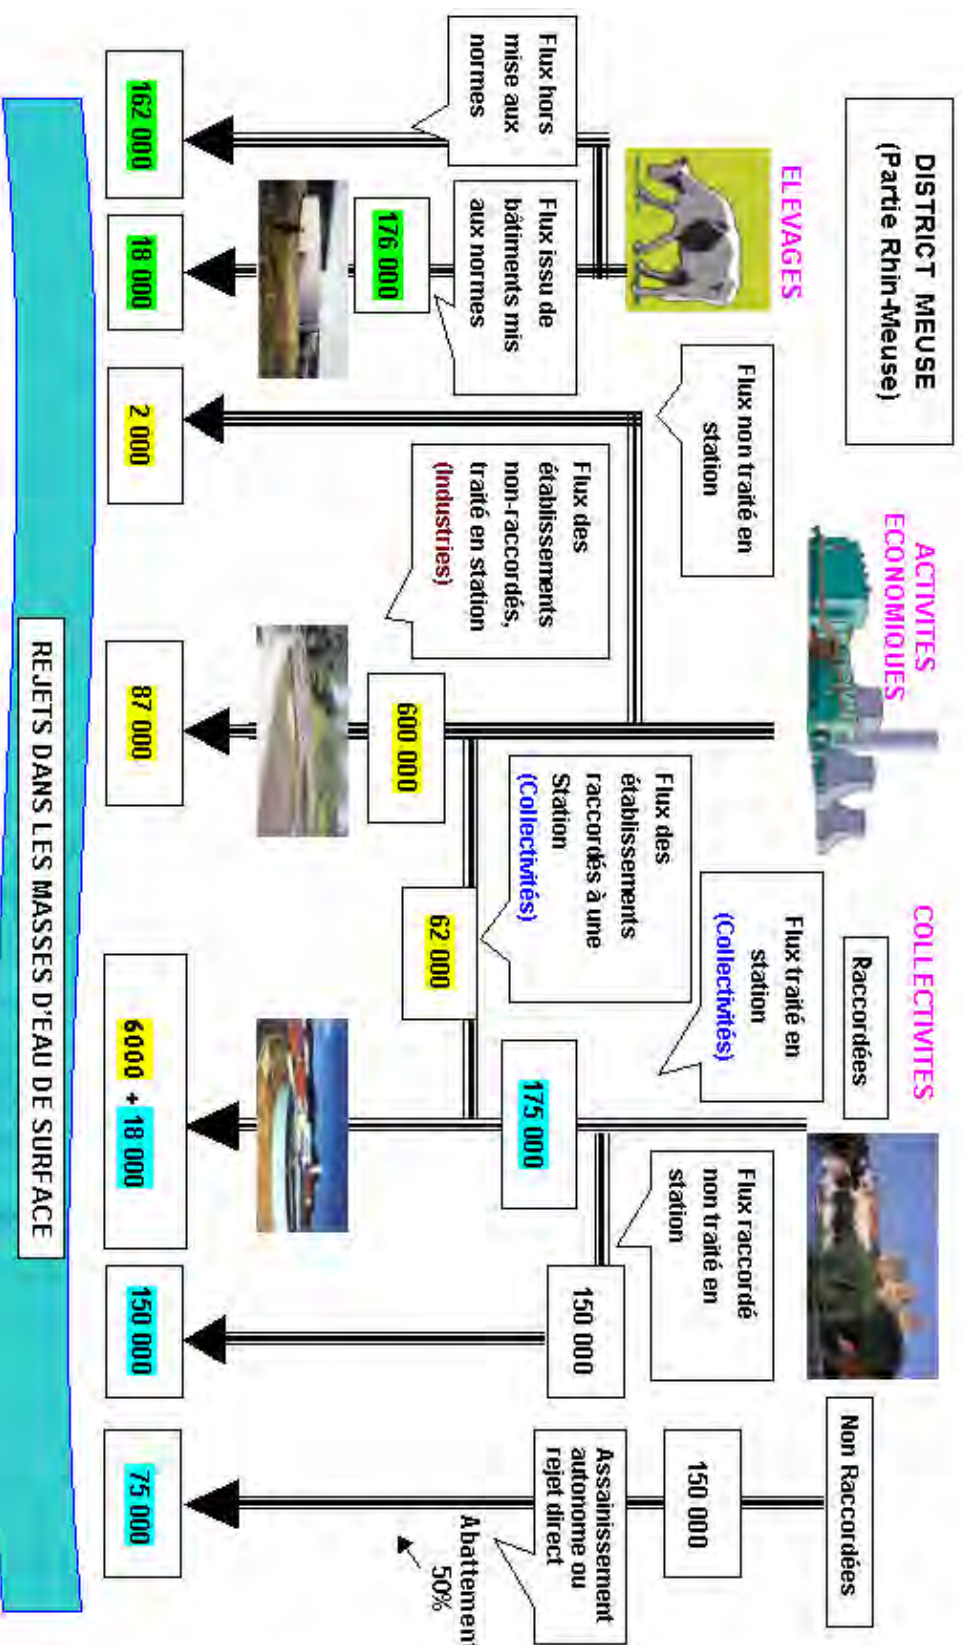 DISTRICT MEUSE
(Partie Rhin-Meuse)
ELEVAGES
ACTIVITES
ECONOMIQUES
COLLECTIVITES
Raccordées
Non Raccordées
Flux hors
mise aux
normes
Flux issu de
bâtiments mis
aux normes
176 000
Flux non traité en
station
Flux des
établissements
non-raccordés,
traité en station
(Industries)
600 000
Flux des
établissements
raccordés à une
Station
(Collectivités)
62 000
Flux traité en
station
(Collectivités)
175 000
Flux raccordé
non traité en
station
150 000
150 000
Assainissement
autonome ou
rejet direct
Abattement
50%
162 000
18 000
2 000
87 000
6000 + 18 000
150 000
75 000
REJETS DANS LES MASSES D'EAU DE SURFACE